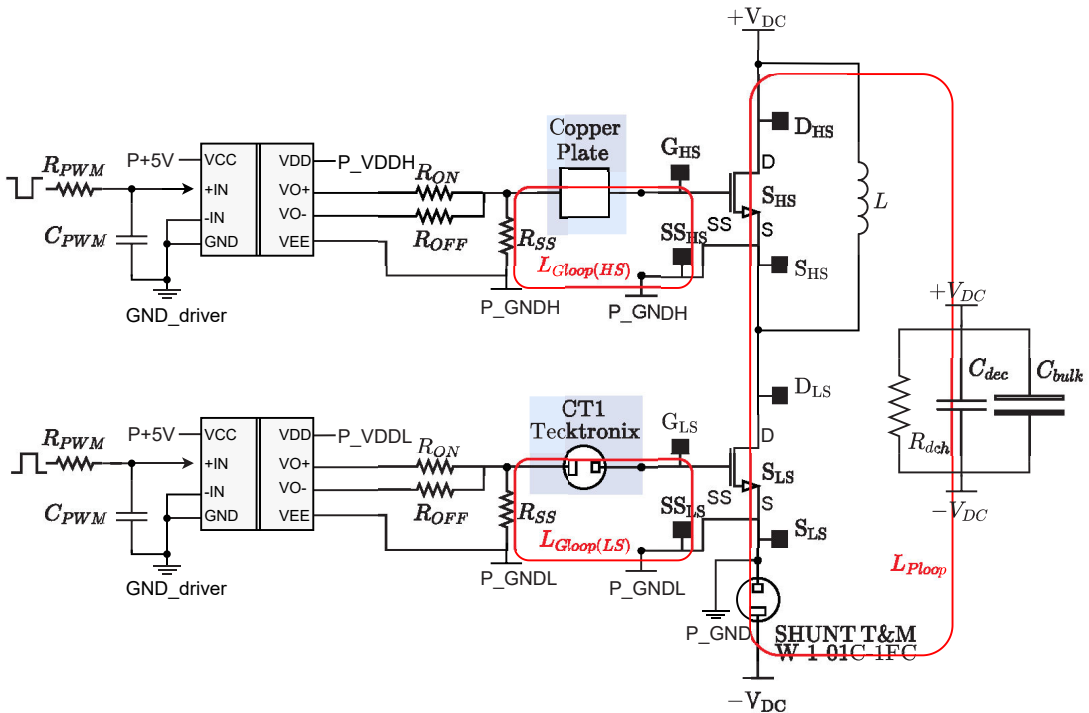 +V_DC
D_HS
D
G_HS
S_HS
SS
S
SS_HS
S_HS
L
Copper
Plate
P+5V
VCC
VDD
P_VDDH
R_PWM
+IN
VO+
R_ON
-IN
VO-
R_OFF
C_PWM
GND
VEE
R_SS
L_Gloop(HS)
GND_driver
P_GNDH
P_GNDH
+V_DC
C_dec
C_bulk
R_dch
-V_DC
D_LS
CT1
Tecktronix
G_LS
D
P+5V
VCC
VDD
P_VDDL
R_PWM
+IN
VO+
R_ON
S_LS
-IN
VO-
R_OFF
SS
S
C_PWM
GND
VEE
R_SS
SS_LS
S_LS
L_Gloop(LS)
L_Ploop
GND_driver
P_GNDL
P_GNDL
P_GND
SHUNT T&M
W-1-01C-1FC
-V_DC